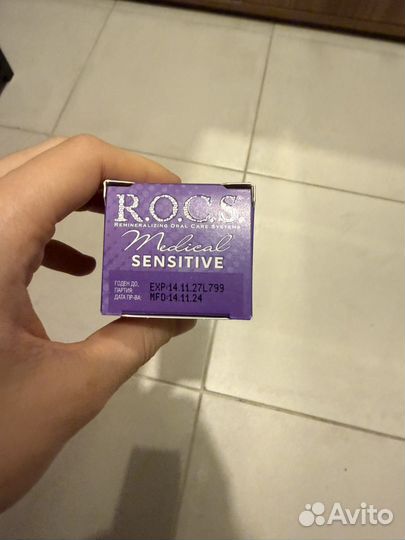 R.O.C.S.
REMINERALIZING ORAL CARE SYSTEMS
Medical
SENSITIVE
ГОДЕН ДО, EXP:14.11.27L799
ПАРТИЯ:
ДАТА ПР-ВА: MFD:14.11.24
Avito